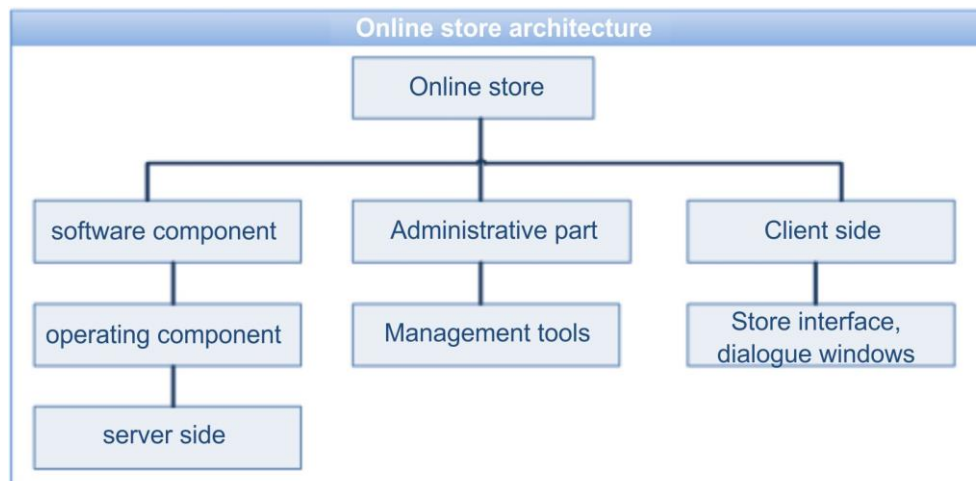 Online store architecture
Online store
software component
Administrative part
Client side
operating component
Management tools
Store interface,
dialogue windows
server side